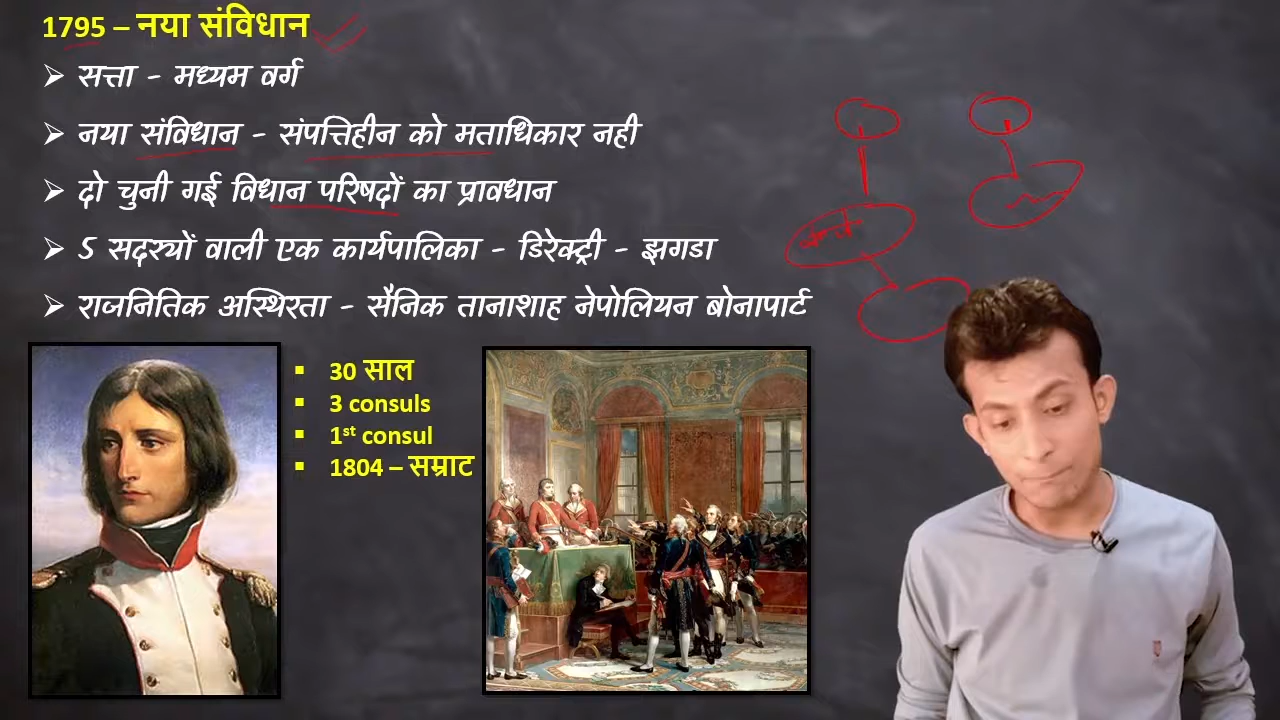 1795 – नया संविधान
➢ सत्ता - मध्यम वर्ग
➢ नया संविधान - संपत्तिहीन को मताधिकार नही
➢ दो चुनी गई विधान परिषदों का प्रावधान
➢ 5 सदस्यों वाली एक कार्यपालिका - डिरेक्ट्री - झगडा
➢ राजनितिक अस्थिरता - सैनिक तानाशाह नेपोलियन बोनापार्ट
▪ 30 साल
▪ 3 consuls
▪ 1st consul
▪ 1804 – सम्राट